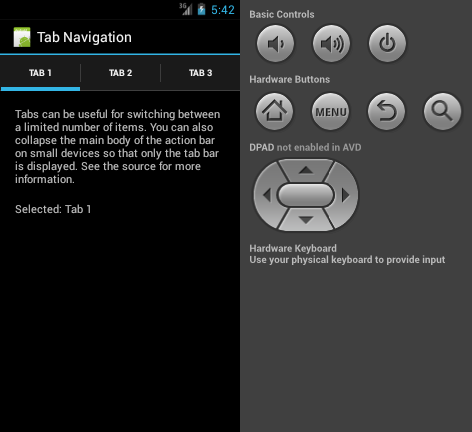 3G 5:42
Tab Navigation
TAB 1 TAB 2 TAB 3
Tabs can be useful for switching between
a limited number of items. You can also
collapse the main body of the action bar
on small devices so that only the tab bar
is displayed. See the source for more
information.
Selected: Tab 1
Basic Controls
Hardware Buttons
MENU
DPAD not enabled in AVD
Hardware Keyboard
Use your physical keyboard to provide input